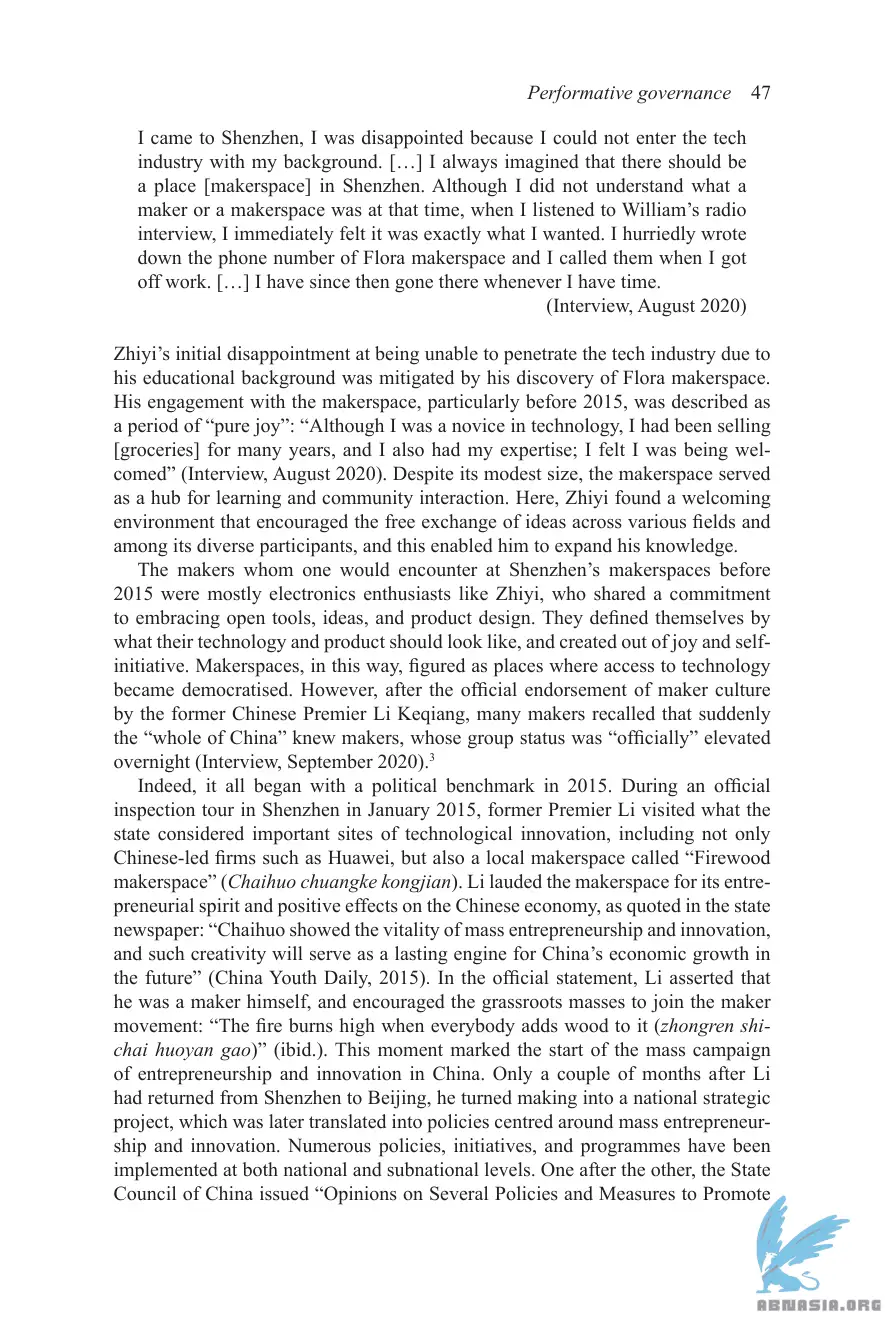 Performative governance 47
I came to Shenzhen, I was disappointed because I could not enter the tech
industry with my background. […] I always imagined that there should be
a place [makerspace] in Shenzhen. Although I did not understand what a
maker or a makerspace was at that time, when I listened to William’s radio
interview, I immediately felt it was exactly what I wanted. I hurriedly wrote
down the phone number of Flora makerspace and I called them when I got
off work. […] I have since then gone there whenever I have time.
(Interview, August 2020)
Zhiyi’s initial disappointment at being unable to penetrate the tech industry due to
his educational background was mitigated by his discovery of Flora makerspace.
His engagement with the makerspace, particularly before 2015, was described as
a period of “pure joy”: “Although I was a novice in technology, I had been selling
[groceries] for many years, and I also had my expertise; I felt I was being wel-
comed” (Interview, August 2020). Despite its modest size, the makerspace served
as a hub for learning and community interaction. Here, Zhiyi found a welcoming
environment that encouraged the free exchange of ideas across various fields and
among its diverse participants, and this enabled him to expand his knowledge.
The makers whom one would encounter at Shenzhen’s makerspaces before
2015 were mostly electronics enthusiasts like Zhiyi, who shared a commitment
to embracing open tools, ideas, and product design. They defined themselves by
what their technology and product should look like, and created out of joy and self-
initiative. Makerspaces, in this way, figured as places where access to technology
became democratised. However, after the official endorsement of maker culture
by the former Chinese Premier Li Keqiang, many makers recalled that suddenly
the “whole of China” knew makers, whose group status was “officially” elevated
overnight (Interview, September 2020).3
Indeed, it all began with a political benchmark in 2015. During an official
inspection tour in Shenzhen in January 2015, former Premier Li visited what the
state considered important sites of technological innovation, including not only
Chinese-led firms such as Huawei, but also a local makerspace called “Firewood
makerspace” (Chaihuo chuangke kongjian). Li lauded the makerspace for its entre-
preneurial spirit and positive effects on the Chinese economy, as quoted in the state
newspaper: “Chaihuo showed the vitality of mass entrepreneurship and innovation,
and such creativity will serve as a lasting engine for China’s economic growth in
the future” (China Youth Daily, 2015). In the official statement, Li asserted that
he was a maker himself, and encouraged the grassroots masses to join the maker
movement: “The fire burns high when everybody adds wood to it (zhongren shi-
chai huoyan gao)” (ibid.). This moment marked the start of the mass campaign
of entrepreneurship and innovation in China. Only a couple of months after Li
had returned from Shenzhen to Beijing, he turned making into a national strategic
project, which was later translated into policies centred around mass entrepreneur-
ship and innovation. Numerous policies, initiatives, and programmes have been
implemented at both national and subnational levels. One after the other, the State
Council of China issued “Opinions on Several Policies and Measures to Promote
ABNASIA.ORG